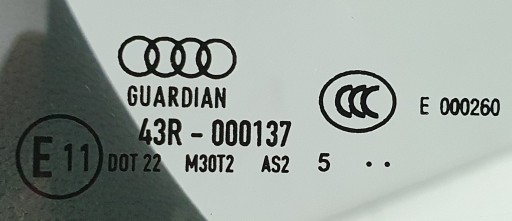 GUARDIAN
CCC E 000260
43R - 000137
E 11 DOT 22 M30T2 AS2 5 ..